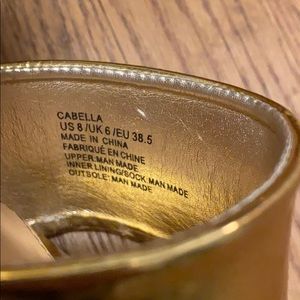 CABELLA
US 8/UK 6/EU 38.5
MADE IN CHINA
FABRIQUÉ EN CHINE
UPPER:MAN MADE
INNER LINING/SOCK:MAN MADE
OUTSOLE: MAN MADE